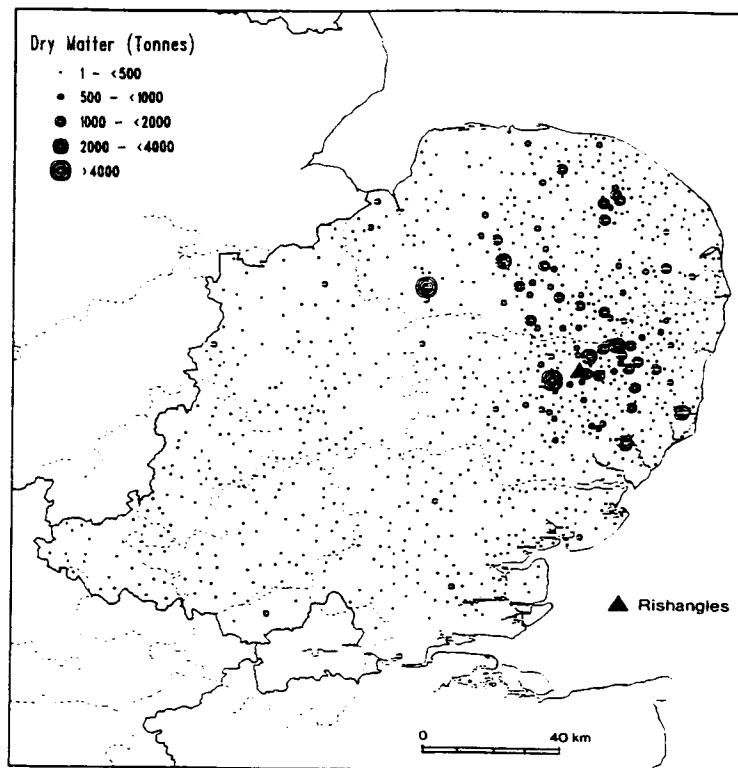 Dry Matter (Tonnes)
1 - <500
500 - <1000
1000 - <2000
2000 - <4000
>4000
Rishangles
0 40 km